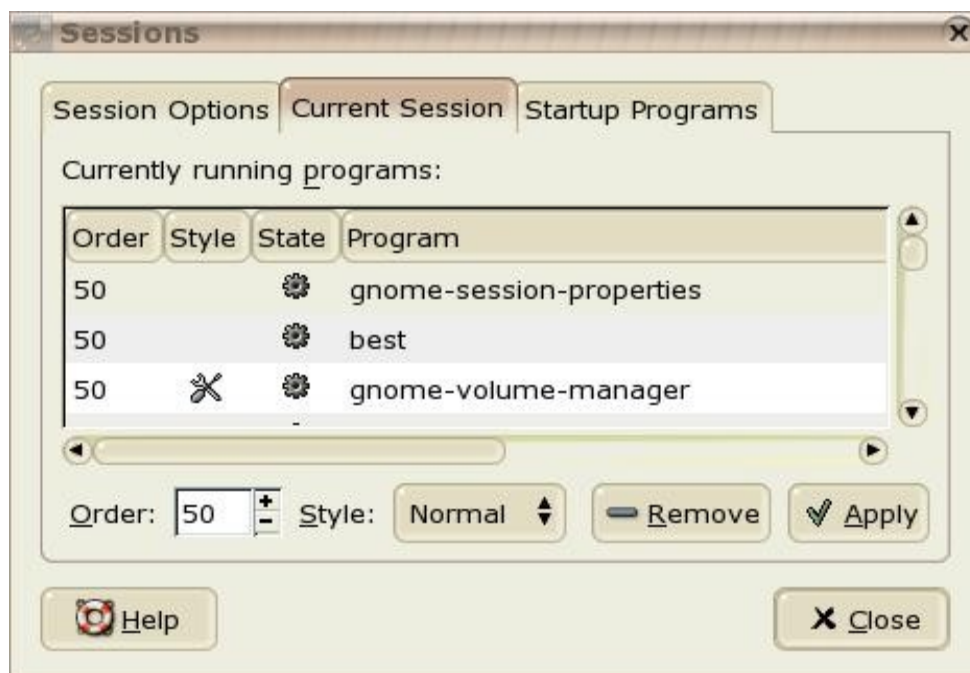 Sessions
Session Options Current Session Startup Programs
Currently running programs:
Order Style State Program
50 gnome-session-properties
50 best
50 gnome-volume-manager
Order: 50 Style: Normal Remove Apply
Help Close